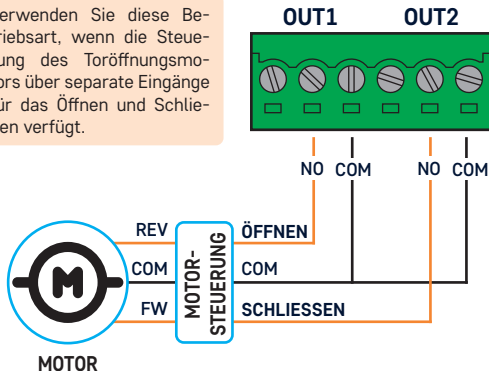 erwenden Sie diese Be-
riebsart, wenn die Steue-
ung des Toröffnungsmo-
ors über separate Eingänge
ür das Öffnen und Schlie-
en verfügt.
OUT1 OUT2
NO COM NO COM
REV ÖFFNEN
COM COM
FW SCHLIESSEN
MOTOR-
STEUERUNG
M
MOTOR